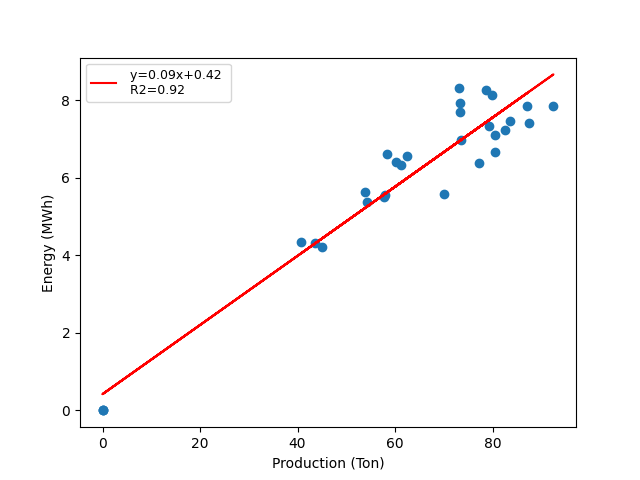 y=0.09x+0.42
R2=0.92
8
6
4
2
0
Energy (MWh)
0 20 40 60 80
Production (Ton)